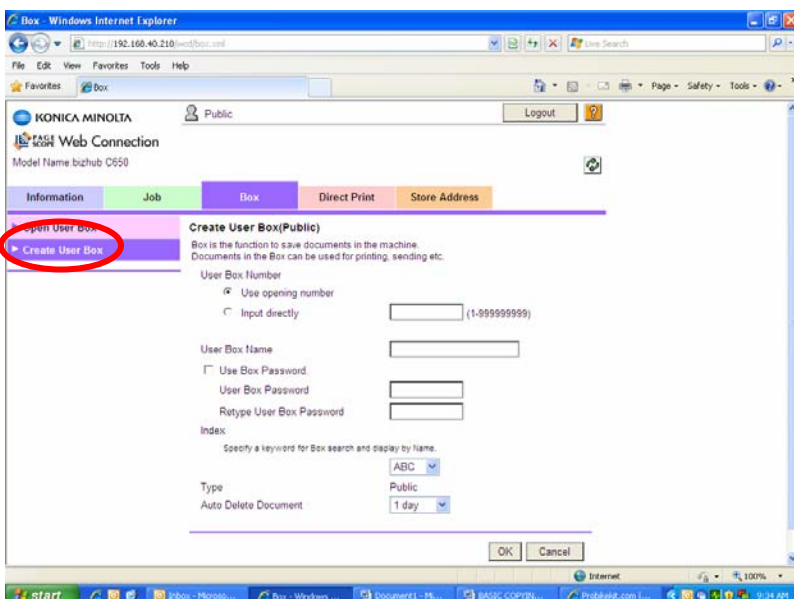 Box - Windows Internet Explorer
http://192.168.40.210/wcd/box.xml
Live Search
File Edit View Favorites Tools Help
Favorites Box Page Safety Tools
KONICA MINOLTA Public Logout ?
PAGE SCOPE Web Connection
Model Name:bizhub C650
Information Job Box Direct Print Store Address
Open User Box
Create User Box
Create User Box(Public)
Box is the function to save documents in the machine.
Documents in the Box can be used for printing, sending etc.
User Box Number
Use opening number
Input directly (1-999999999)
User Box Name
Use Box Password
User Box Password
Retype User Box Password
Index
Specify a keyword for Box search and display by Name.
ABC
Type Public
Auto Delete Document 1 day
OK Cancel
Internet 100%
start Inbox - Microso... Box - Windows ... Document1 - M... BASIC COPYIN... 9:34 AM